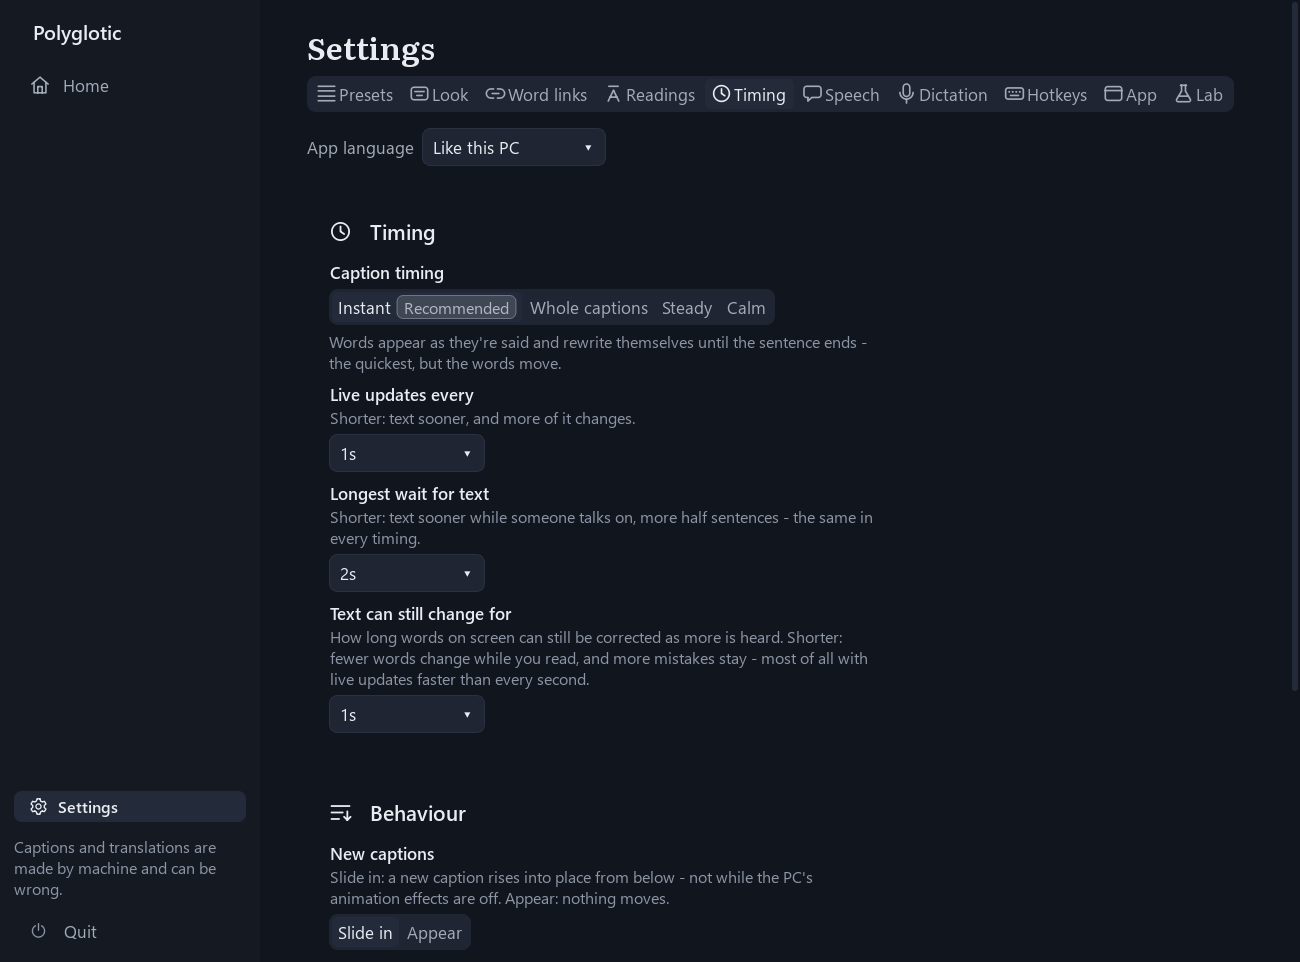 Polyglotic
Home
Settings
Captions and translations are
made by machine and can be
wrong.
Quit
Settings
Presets Look Word links Readings Timing Speech Dictation Hotkeys App Lab
App language Like this PC
Timing
Caption timing
Instant Recommended Whole captions Steady Calm
Words appear as they're said and rewrite themselves until the sentence ends -
the quickest, but the words move.
Live updates every
Shorter: text sooner, and more of it changes.
1s
Longest wait for text
Shorter: text sooner while someone talks on, more half sentences - the same in
every timing.
2s
Text can still change for
How long words on screen can still be corrected as more is heard. Shorter:
fewer words change while you read, and more mistakes stay - most of all with
live updates faster than every second.
1s
Behaviour
New captions
Slide in: a new caption rises into place from below - not while the PC's
animation effects are off. Appear: nothing moves.
Slide in Appear